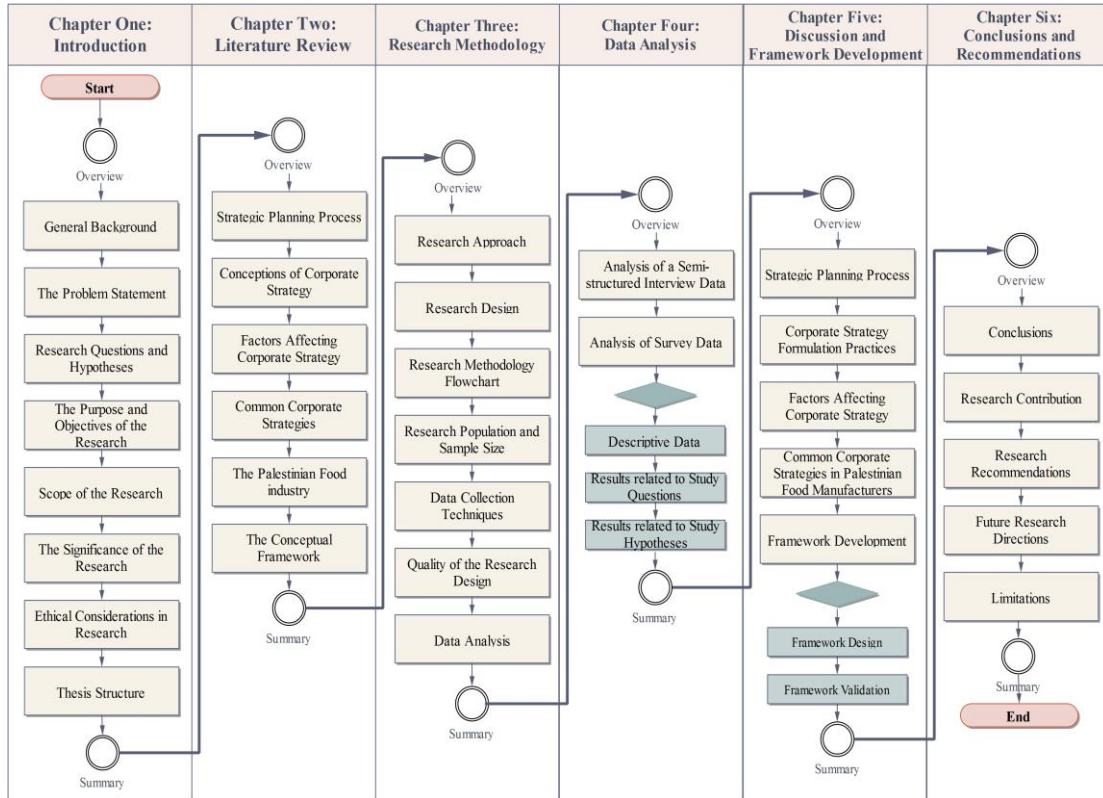 Chapter One:
Introduction
Start
Overview
General Background
The Problem Statement
Research Questions and
Hypotheses
The Purpose and
Objectives of the
Research
Scope of the Research
The Significance of the
Research
Ethical Considerations in
Research
Thesis Structure
Summary
Chapter Two:
Literature Review
Overview
Strategic Planning Process
Conceptions of Corporate
Strategy
Factors Affecting
Corporate Strategy
Common Corporate
Strategies
The Palestinian Food
industry
The Conceptual
Framework
Summary
Chapter Three:
Research Methodology
Overview
Research Approach
Research Design
Research Methodology
Flowchart
Research Population and
Sample Size
Data Collection
Techniques
Quality of the Research
Design
Data Analysis
Summary
Chapter Four:
Data Analysis
Overview
Analysis of a Semi-
structured Interview Data
Analysis of Survey Data
Descriptive Data
Results related to Study
Questions
Results related to Study
Hypotheses
Summary
Chapter Five:
Discussion and
Framework Development
Overview
Strategic Planning Process
Corporate Strategy
Formulation Practices
Factors Affecting
Corporate Strategy
Common Corporate
Strategies in Palestinian
Food Manufacturers
Framework Development
Framework Design
Framework Validation
Summary
Chapter Six:
Conclusions and
Recommendations
Overview
Conclusions
Research Contribution
Research
Recommendations
Future Research
Directions
Limitations
Summary
End